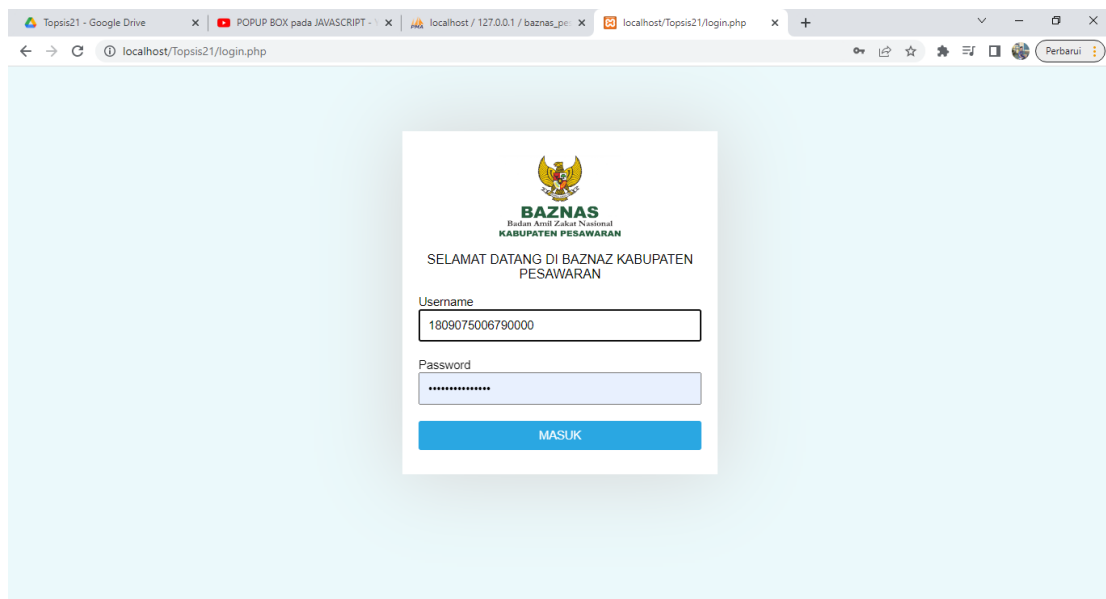 Topsis21 - Google Drive
POPUP BOX pada JAVASCRIPT -
localhost / 127.0.0.1 / baznas_pe
localhost/Topsis21/login.php
localhost/Topsis21/login.php
Perbarui
BAZNAS
Badan Amil Zakat Nasional
KABUPATEN PESAWARAN
SELAMAT DATANG DI BAZNAZ KABUPATEN
PESAWARAN
Username
1809075006790000
Password
•••••••••••••••
MASUK